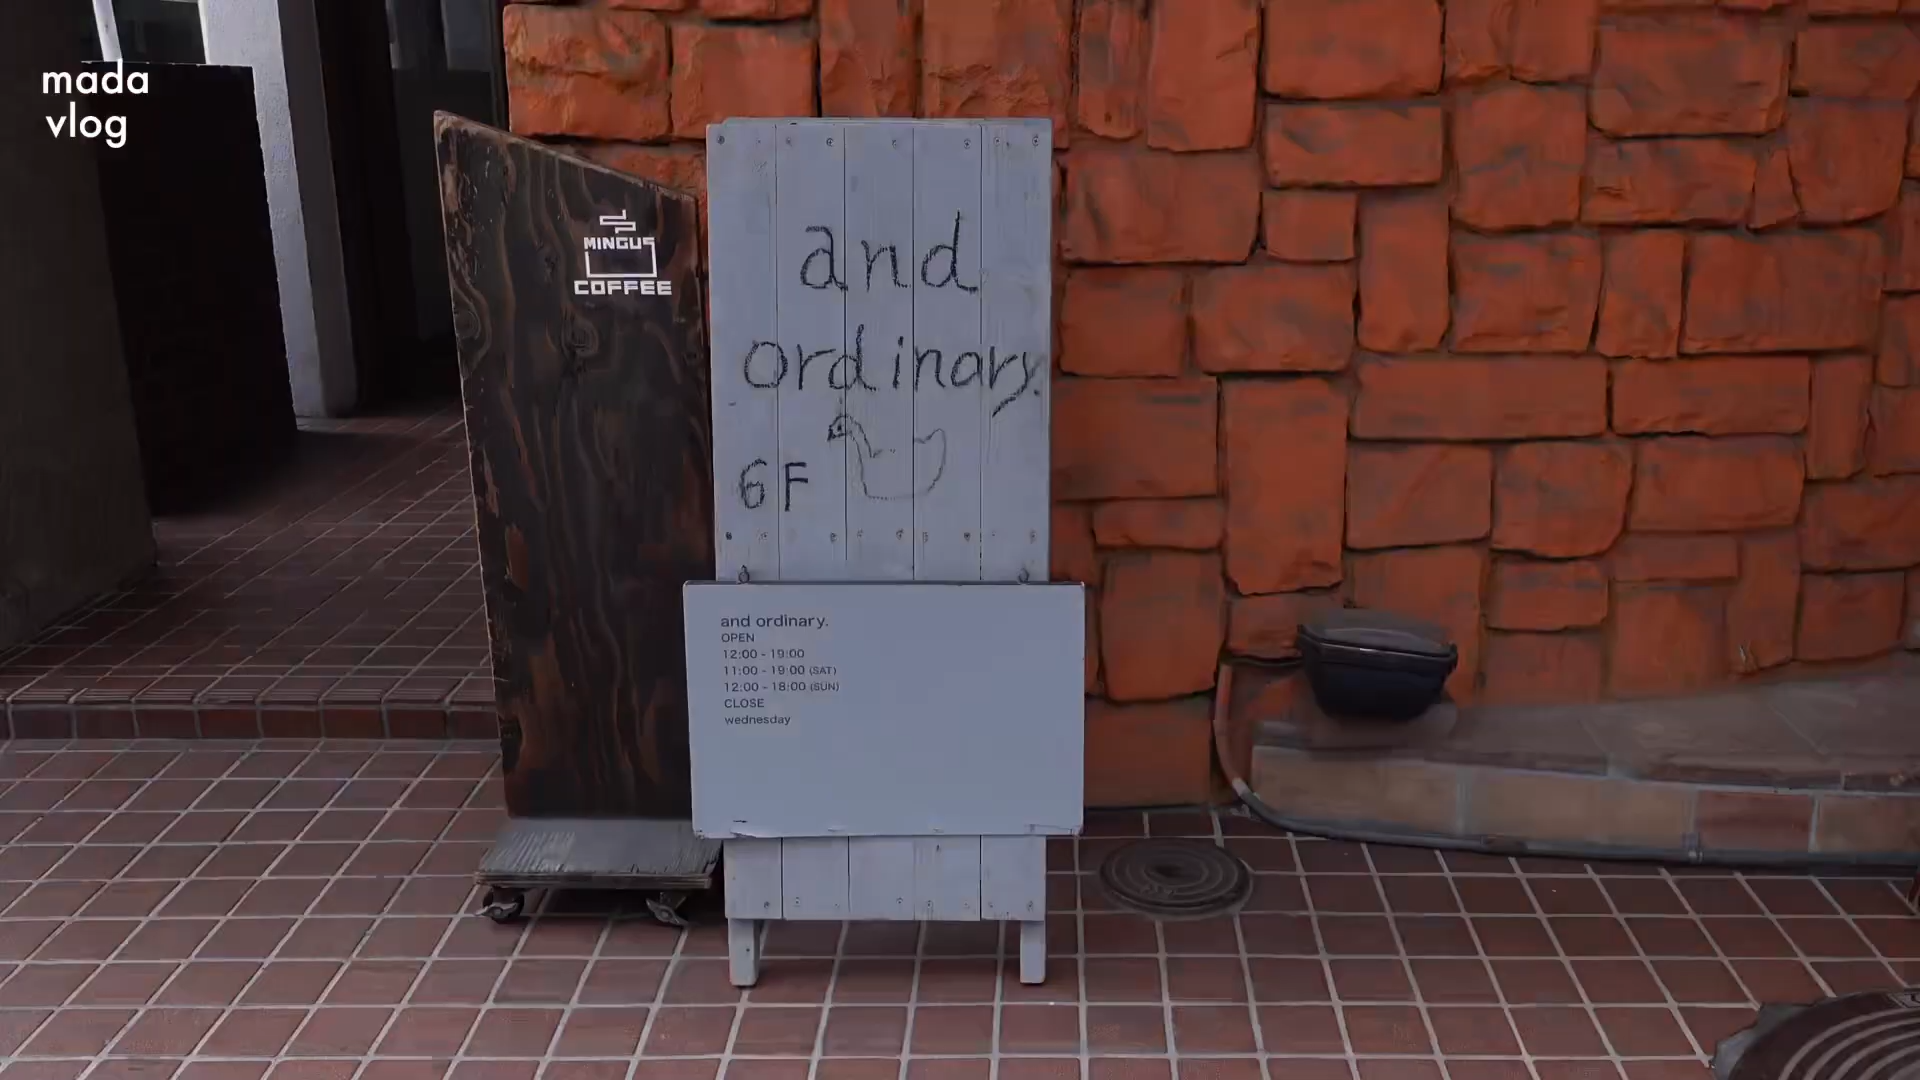 mada
vlog
MINGUS
COFFEE
and
ordinary.
6F
and ordinary.
OPEN
12:00 - 19:00
11:00 - 19:00 (SAT)
12:00 - 18:00 (SUN)
CLOSE
wednesday